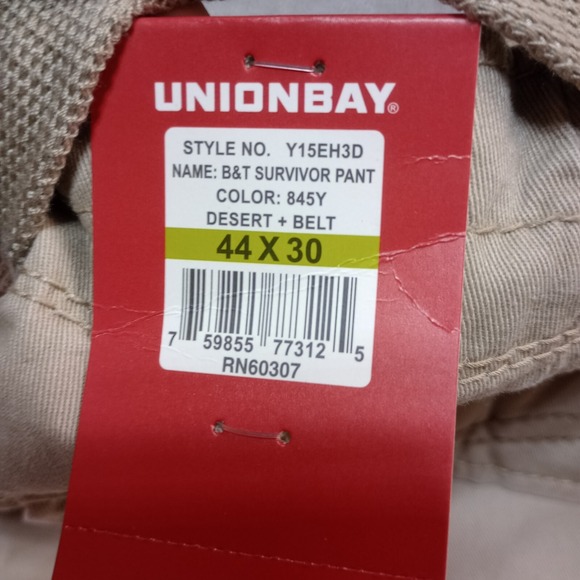 UNIONBAY®
STYLE NO. Y15EH3D
NAME: B&T SURVIVOR PANT
COLOR: 845Y
DESERT + BELT
44 X 30
7 59855 77312 5
RN60307